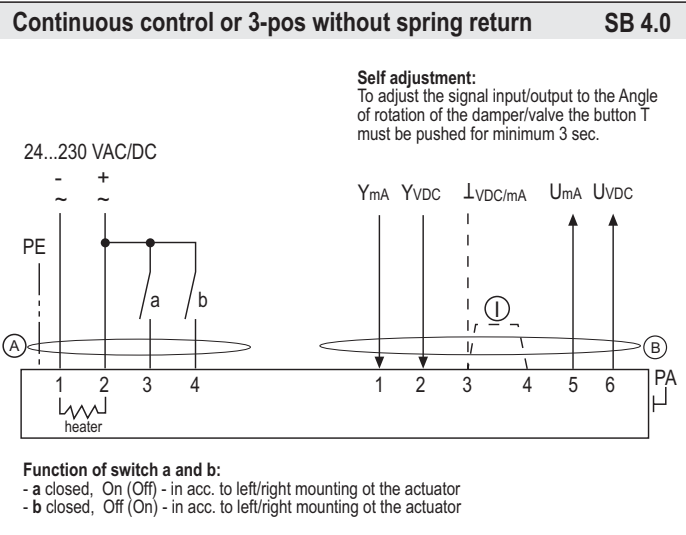 Continuous control or 3-pos without spring return SB 4.0
Self adjustment:
To adjust the signal input/output to the Angle
of rotation of the damper/valve the button T
must be pushed for minimum 3 sec.
24...230 VAC/DC
- +
~ ~
YmA YVDC ⊥VDC/mA UmA UVDC
PE
a b
I
A
B
1 2 3 4
1 2 3 4 5 6 PA
heater
Function of switch a and b:
- a closed, On (Off) - in acc. to left/right mounting ot the actuator
- b closed, Off (On) - in acc. to left/right mounting ot the actuator